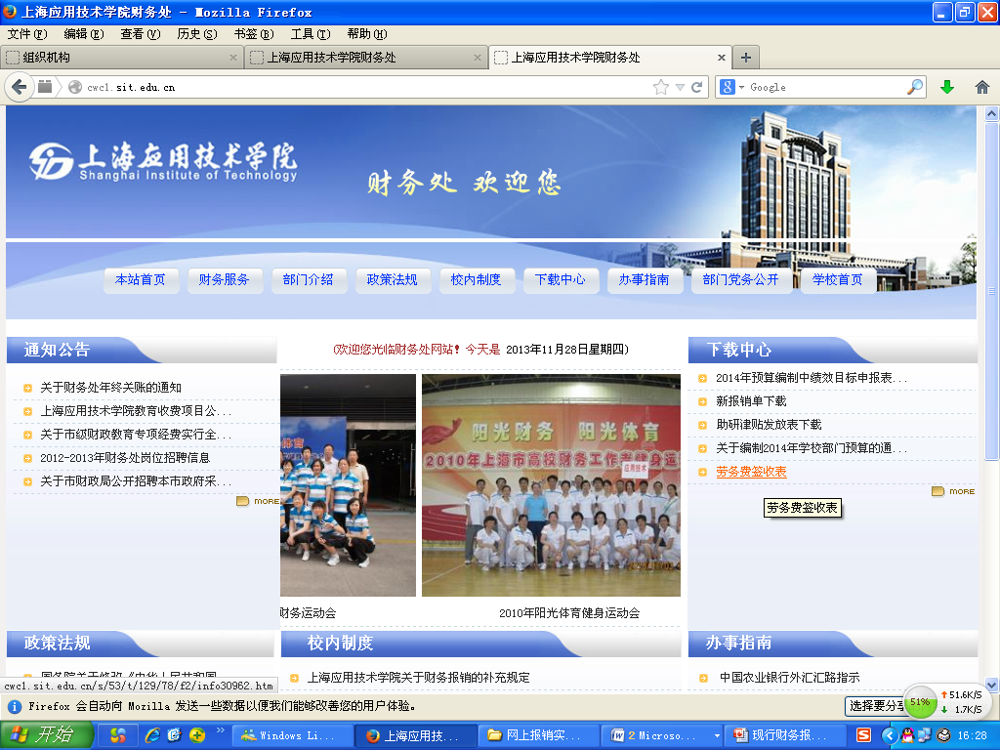 上海应用技术学院财务处 - Mozilla Firefox
文件(F) 编辑(E) 查看(V) 历史(S) 书签(B) 工具(T) 帮助(H)
组织机构 上海应用技术学院财务处 上海应用技术学院财务处
cwc1.sit.edu.cn Google
上海应用技术学院
Shanghai Institute of Technology
财务处 欢迎您
本站首页 财务服务 部门介绍 政策法规 校内制度 下载中心 办事指南 部门党务公开 学校首页
通知公告
关于财务处年终关账的通知
上海应用技术学院教育收费项目公...
关于市级财政教育专项经费实行全...
2012-2013年财务处岗位招聘信息
关于市财政局公开招聘本市政府采...
MORE
(欢迎您光临财务处网站！今天是 2013年11月28日星期四)
阳光财务 阳光体育
2010年上海市高校财务工作者健身运
应用技术
财务运动会
2010年阳光体育健身运动会
下载中心
2014年预算编制中绩效目标申报表...
新报销单下载
助研津贴发放表下载
关于编制2014年学校部门预算的通...
劳务费签收表
MORE
劳务费签收表
政策法规
国务院关于修改《中华人民共和国
校内制度
上海应用技术学院关于财务报销的补充规定
办事指南
中国农业银行外汇汇路指示
cwc1.sit.edu.cn/s/53/t/129/78/f2/info30962.htm
Firefox 会自动向 Mozilla 发送一些数据以便我们能够改善您的用户体验。
选择要分享
51%
51.6K/S
1.7K/S
开始
Windows Li...
上海应用技...
网上报销实...
2 Microso...
现行财务报...
16:28